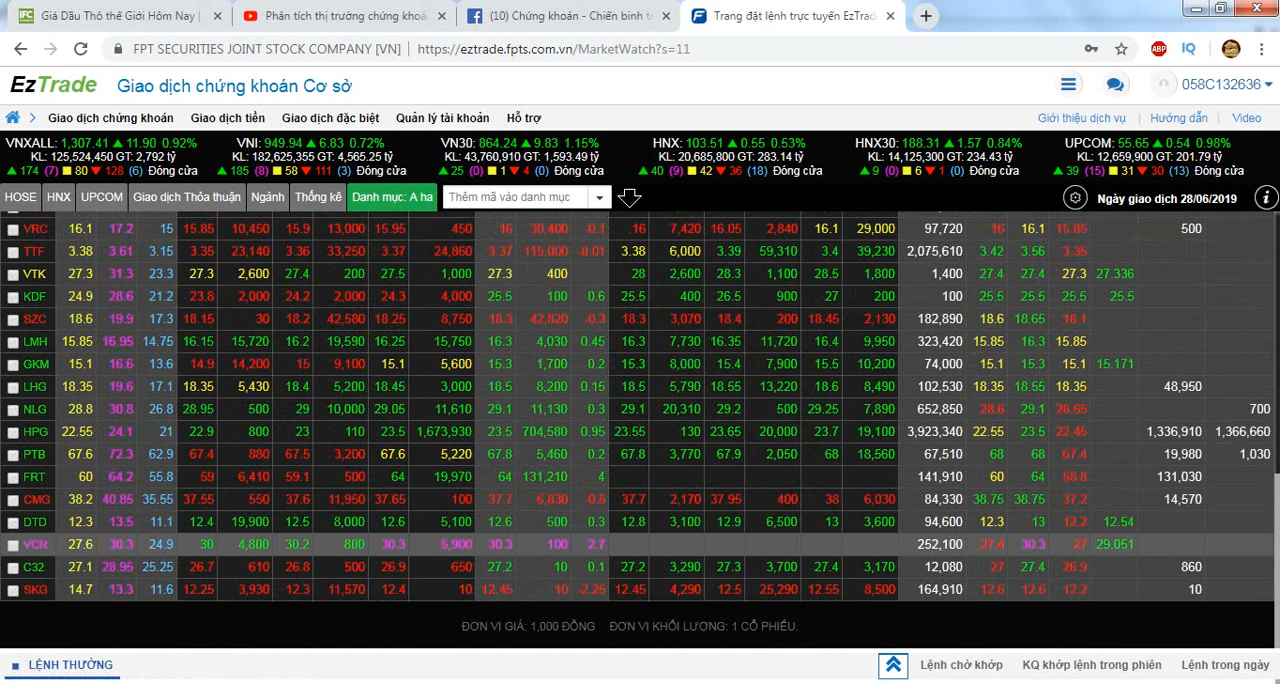 Giá Dầu Thô thế Giới Hôm Nay |
Phân tích thị trường chứng kho
(10) Chứng khoán - Chiến binh t
Trang đặt lệnh trực tuyến EzTrad
FPT SECURITIES JOINT STOCK COMPANY [VN] | https://eztrade.fpts.com.vn/MarketWatch?s=11
ABP IQ
EzTrade Giao dịch chứng khoán Cơ sở 058C132636
Giao dịch chứng khoán Giao dịch tiền Giao dịch đặc biệt Quản lý tài khoản Hỗ trợ Giới thiệu dịch vụ Hướng dẫn Video
VNXALL: 1,307.41 ▲ 11.90 0.92% VNI: 949.94 ▲ 6.83 0.72% VN30: 864.24 ▲ 9.83 1.15% HNX: 103.51 ▲ 0.55 0.53% HNX30: 188.31 ▲ 1.57 0.84% UPCOM: 55.65 ▲ 0.54 0.98%
KL: 125,524,450 GT: 2,792 tỷ KL: 182,625,355 GT: 4,565.25 tỷ KL: 43,760,910 GT: 1,593.49 tỷ KL: 20,685,800 GT: 283.14 tỷ KL: 14,125,300 GT: 234.43 tỷ KL: 12,659,900 GT: 201.79 tỷ
▲ 174 (7) ■ 80 ▼ 128 (6) Đóng cửa ▲ 185 (8) ■ 58 ▼ 111 (3) Đóng cửa ▲ 25 (0) ■ 1 ▼ 4 (0) Đóng cửa ▲ 40 (9) ■ 42 ▼ 36 (18) Đóng cửa ▲ 9 (0) ■ 6 ▼ 1 (0) Đóng cửa ▲ 39 (15) ■ 31 ▼ 30 (13) Đóng cửa
HOSE HNX UPCOM Giao dịch Thỏa thuận Ngành Thống kê Danh mục: A ha Thêm mã vào danh mục Ngày giao dịch 28/06/2019
VRC 16.1 17.2 15 15.85 10,450 15.9 13,000 15.95 450 16 30,400 -0.1 16 7,420 16.05 2,840 16.1 29,000 97,720 16 16.1 15.85 500
TTF 3.38 3.61 3.15 3.35 23,140 3.36 33,250 3.37 24,860 3.37 115,000 -0.01 3.38 6,000 3.39 59,310 3.4 39,230 2,075,610 3.42 3.56 3.35
VTK 27.3 31.3 23.3 27.3 2,600 27.4 200 27.5 1,000 27.3 400 28 2,600 28.3 1,100 28.5 1,800 1,400 27.4 27.4 27.3 27.336
KDF 24.9 28.6 21.2 23.8 2,000 24.2 2,000 24.3 4,000 25.5 100 0.6 25.5 400 26.5 900 27 200 100 25.5 25.5 25.5 25.5
SZC 18.6 19.9 17.3 18.15 30 18.2 42,580 18.25 8,750 18.3 42,820 -0.3 18.3 3,070 18.4 200 18.45 2,130 182,890 18.6 18.65 18.1
LMH 15.85 16.95 14.75 16.15 15,720 16.2 19,590 16.25 15,750 16.3 4,030 0.45 16.3 7,730 16.35 11,720 16.4 9,950 323,420 15.85 16.3 15.85
GKM 15.1 16.6 13.6 14.9 14,200 15 9,100 15.1 5,600 15.3 1,700 0.2 15.3 8,000 15.4 7,900 15.5 10,200 74,000 15.1 15.3 15.1 15.171
LHG 18.35 19.6 17.1 18.35 5,430 18.4 5,200 18.45 3,000 18.5 8,200 0.15 18.5 5,790 18.55 13,220 18.6 8,490 102,530 18.35 18.55 18.35 48,950
NLG 28.8 30.8 26.8 28.95 500 29 10,000 29.05 11,610 29.1 11,130 0.3 29.1 20,310 29.2 500 29.25 7,890 652,850 28.6 29.1 28.55 700
HPG 22.55 24.1 21 22.9 800 23 110 23.5 1,673,930 23.5 704,580 0.95 23.55 130 23.65 20,000 23.7 19,100 3,923,340 22.55 23.5 22.45 1,336,910 1,366,660
PTB 67.6 72.3 62.9 67.4 880 67.5 3,200 67.6 5,220 67.8 5,460 0.2 67.8 3,770 67.9 2,050 68 18,560 67,510 68 68 67.4 19,980 1,030
FRT 60 64.2 55.8 59 6,410 59.1 500 64 19,970 64 131,210 4 141,910 60 64 58.8 131,030
CMG 38.2 40.85 35.55 37.55 550 37.6 11,950 37.65 100 37.7 6,830 -0.5 37.7 2,170 37.95 400 38 6,030 84,330 38.75 38.75 37.2 14,570
DTD 12.3 13.5 11.1 12.4 19,900 12.5 8,000 12.6 5,100 12.6 500 0.3 12.8 3,100 12.9 6,500 13 3,600 94,600 12.3 13 12.2 12.54
VCR 27.6 30.3 24.9 30 4,800 30.2 800 30.3 5,900 30.3 100 2.7 252,100 27.4 30.3 27 29.051
C32 27.1 28.95 25.25 26.7 610 26.8 500 26.9 650 27.2 10 0.1 27.2 3,290 27.3 3,700 27.4 3,170 12,080 27 27.4 26.9 860
SKG 14.7 13.3 11.6 12.25 3,930 12.3 11,570 12.4 10 12.45 10 -2.25 12.45 4,290 12.5 25,290 12.55 8,500 164,910 12.6 12.6 12.2 10
ĐƠN VỊ GIÁ: 1,000 ĐỒNG ĐƠN VỊ KHỐI LƯỢNG: 1 CỔ PHIẾU.
LỆNH THƯỜNG Lệnh chờ khớp KQ khớp lệnh trong phiên Lệnh trong ngày